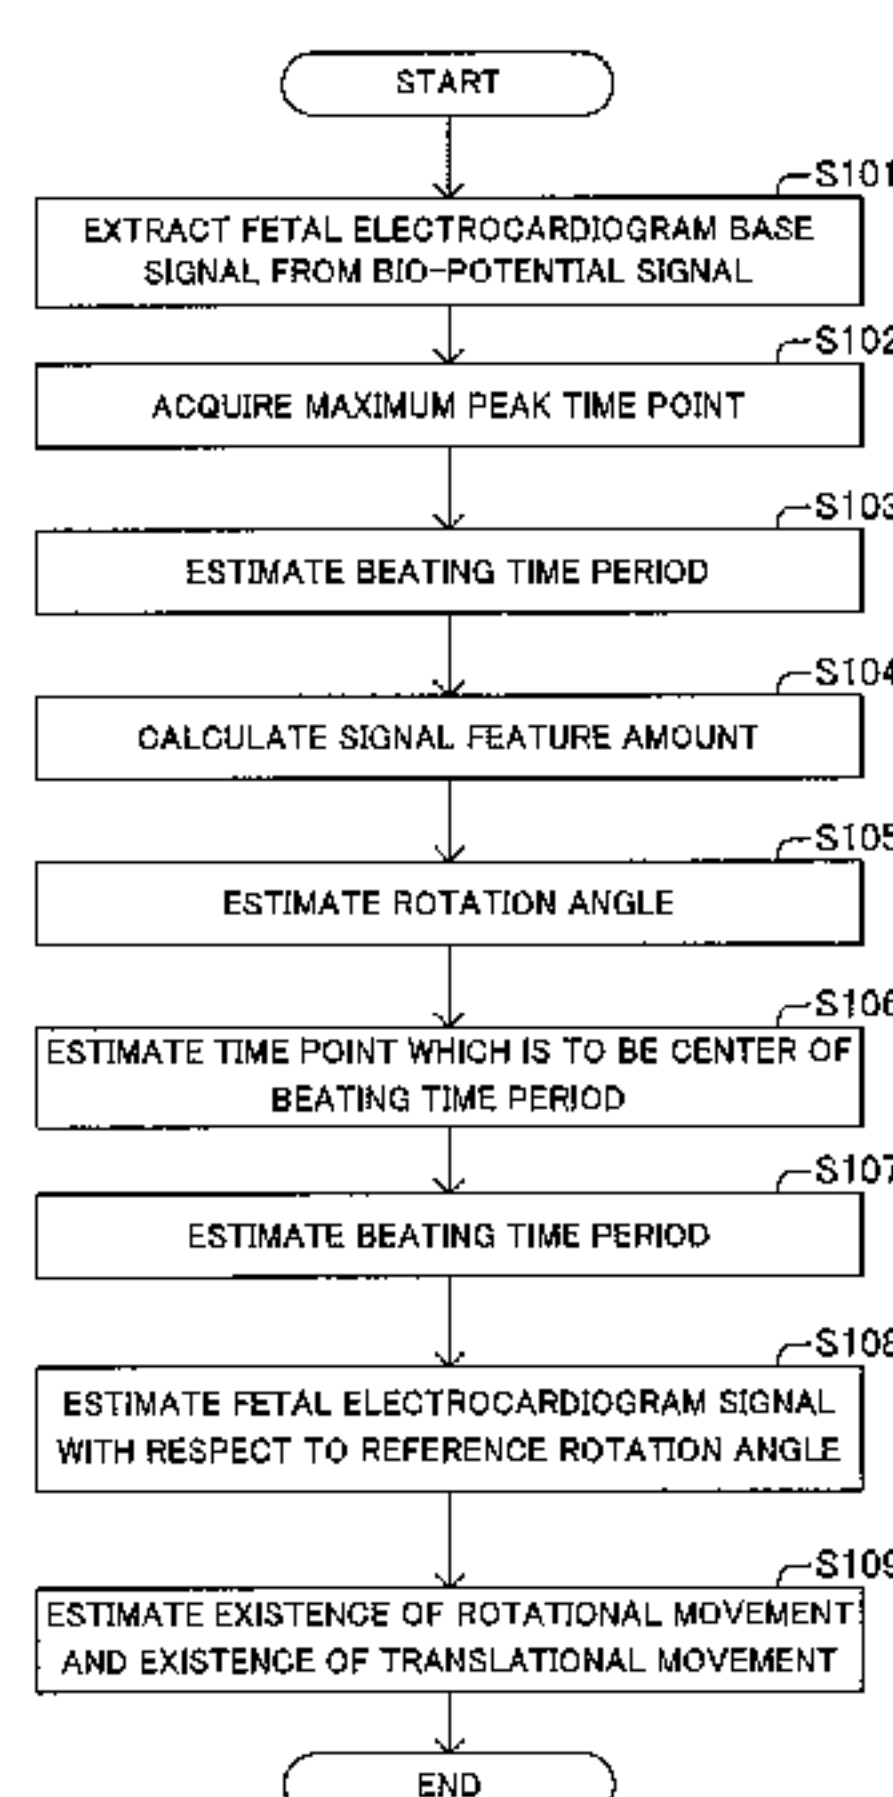 START
S101
EXTRACT FETAL ELECTROCARDIOGRAM BASE
SIGNAL FROM BIO-POTENTIAL SIGNAL
S102
ACQUIRE MAXIMUM PEAK TIME POINT
S103
ESTIMATE BEATING TIME PERIOD
S104
CALCULATE SIGNAL FEATURE AMOUNT
S105
ESTIMATE ROTATION ANGLE
S106
ESTIMATE TIME POINT WHICH IS TO BE CENTER OF
BEATING TIME PERIOD
S107
ESTIMATE BEATING TIME PERIOD
S108
ESTIMATE FETAL ELECTROCARDIOGRAM SIGNAL
WITH RESPECT TO REFERENCE ROTATION ANGLE
S109
ESTIMATE EXISTENCE OF ROTATIONAL MOVEMENT
AND EXISTENCE OF TRANSLATIONAL MOVEMENT
END